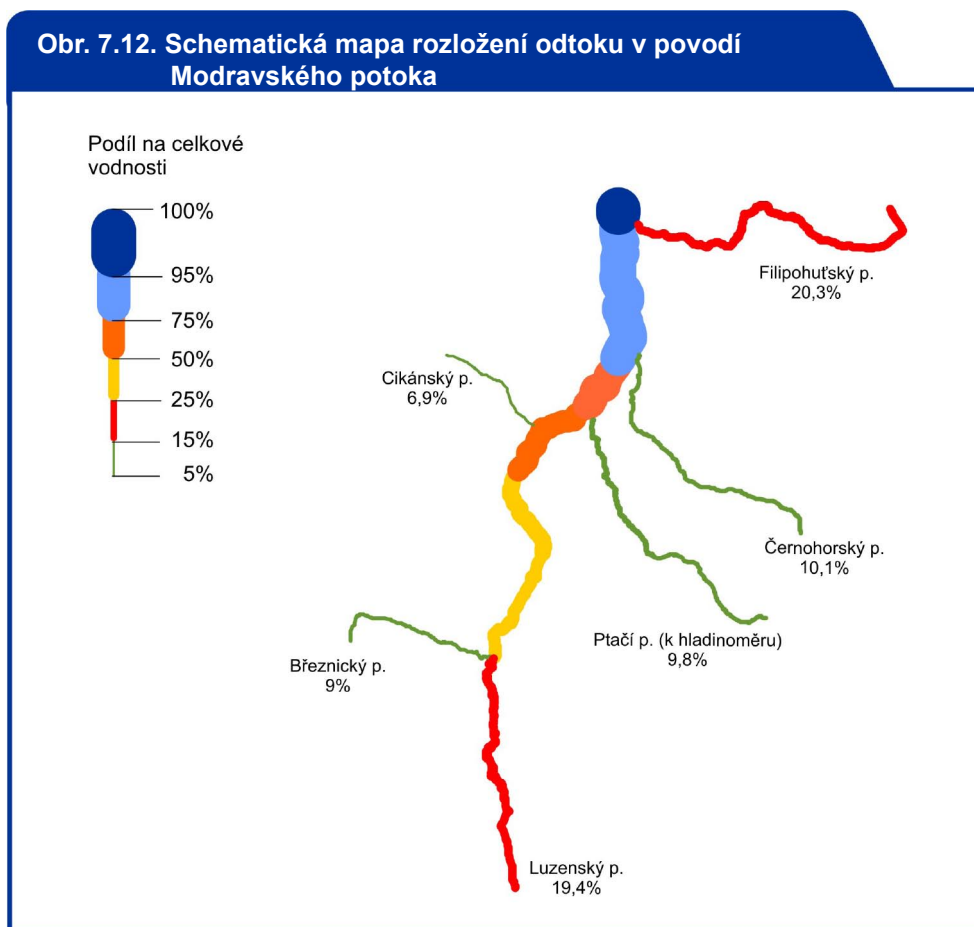 Obr. 7.12. Schematická mapa rozložení odtoku v povodí
Modravského potoka
Podíl na celkové
vodnosti
100%
95%
75%
50%
25%
15%
5%
Filipohuťský p.
20,3%
Cikánský p.
6,9%
Černohorský p.
10,1%
Ptačí p. (k hladinoměru)
9,8%
Březnický p.
9%
Luzenský p.
19,4%